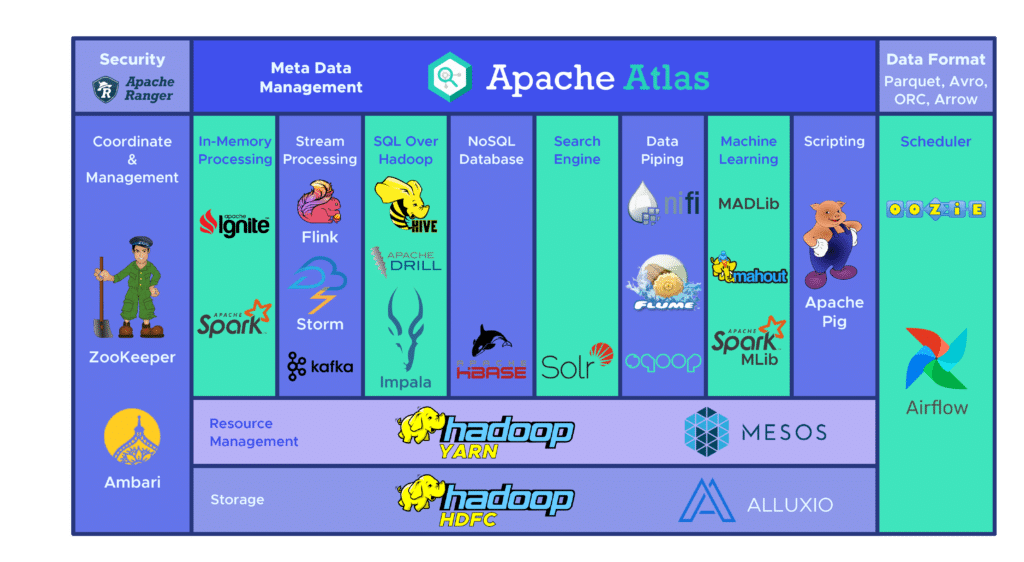 Security
Apache
Ranger
Meta Data
Management
Apache Atlas
Data Format
Parquet, Avro,
ORC, Arrow
Coordinate
&
Management
ZooKeeper
Ambari
In-Memory
Processing
APACHE
Ignite
APACHE
Spark
Stream
Processing
Flink
Storm
kafka
SQL Over
Hadoop
HIVE
APACHE
DRILL
Impala
NoSQL
Database
APACHE
HBASE
Search
Engine
Solr
Data
Piping
nifi
FLUME
sqoop
Machine
Learning
MADLib
mahout
APACHE
Spark
MLib
Scripting
Apache
Pig
Scheduler
OOZiE
Airflow
Resource
Management
hadoop
YARN
MESOS
Storage
hadoop
HDFC
ALLUXIO